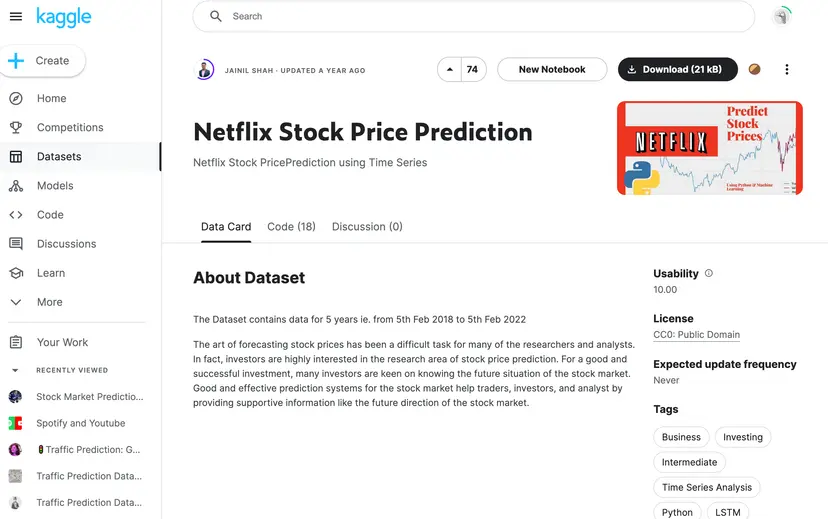 kaggle
Search
Create
Home
Competitions
Datasets
Models
Code
Discussions
Learn
More
Your Work
RECENTLY VIEWED
Stock Market Predictio...
Spotify and Youtube
Traffic Prediction: G...
Traffic Prediction Data...
Traffic Prediction Data...
JAINIL SHAH · UPDATED A YEAR AGO
74
New Notebook
Download (21 kB)
Netflix Stock Price Prediction
Netflix Stock PricePrediction using Time Series
Predict
Stock
Prices
NETFLIX
Using Python & Machine
Learning
Data Card
Code (18)
Discussion (0)
About Dataset
The Dataset contains data for 5 years ie. from 5th Feb 2018 to 5th Feb 2022
The art of forecasting stock prices has been a difficult task for many of the researchers and analysts.
In fact, investors are highly interested in the research area of stock price prediction. For a good and
successful investment, many investors are keen on knowing the future situation of the stock market.
Good and effective prediction systems for the stock market help traders, investors, and analyst by
providing supportive information like the future direction of the stock market.
Usability
10.00
License
CC0: Public Domain
Expected update frequency
Never
Tags
Business
Investing
Intermediate
Time Series Analysis
Python
LSTM